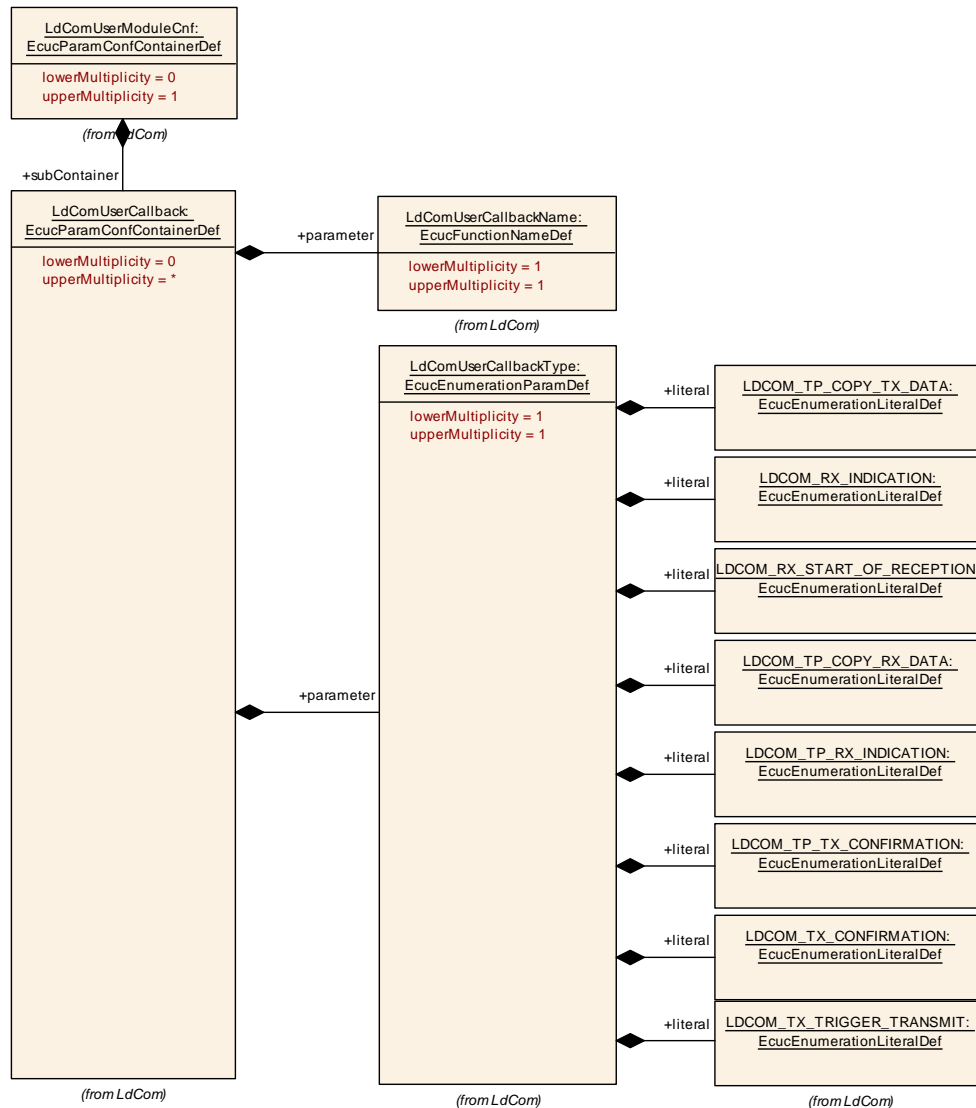 LdComUserModuleCnf:
EcucParamConfContainerDef
lowerMultiplicity = 0
upperMultiplicity = 1
(from LdCom)
+subContainer
LdComUserCallback:
EcucParamConfContainerDef
lowerMultiplicity = 0
upperMultiplicity = *
+parameter
LdComUserCallbackName:
EcucFunctionNameDef
lowerMultiplicity = 1
upperMultiplicity = 1
(from LdCom)
+parameter
LdComUserCallbackType:
EcucEnumerationParamDef
lowerMultiplicity = 1
upperMultiplicity = 1
+literal
LDCOM_TP_COPY_TX_DATA:
EcucEnumerationLiteralDef
+literal
LDCOM_RX_INDICATION:
EcucEnumerationLiteralDef
+literal
LDCOM_RX_START_OF_RECEPTION
EcucEnumerationLiteralDef
+literal
LDCOM_TP_COPY_RX_DATA:
EcucEnumerationLiteralDef
+literal
LDCOM_TP_RX_INDICATION:
EcucEnumerationLiteralDef
+literal
LDCOM_TP_TX_CONFIRMATION:
EcucEnumerationLiteralDef
+literal
LDCOM_TX_CONFIRMATION:
EcucEnumerationLiteralDef
+literal
LDCOM_TX_TRIGGER_TRANSMIT:
EcucEnumerationLiteralDef
(from LdCom)
(from LdCom)
(from LdCom)